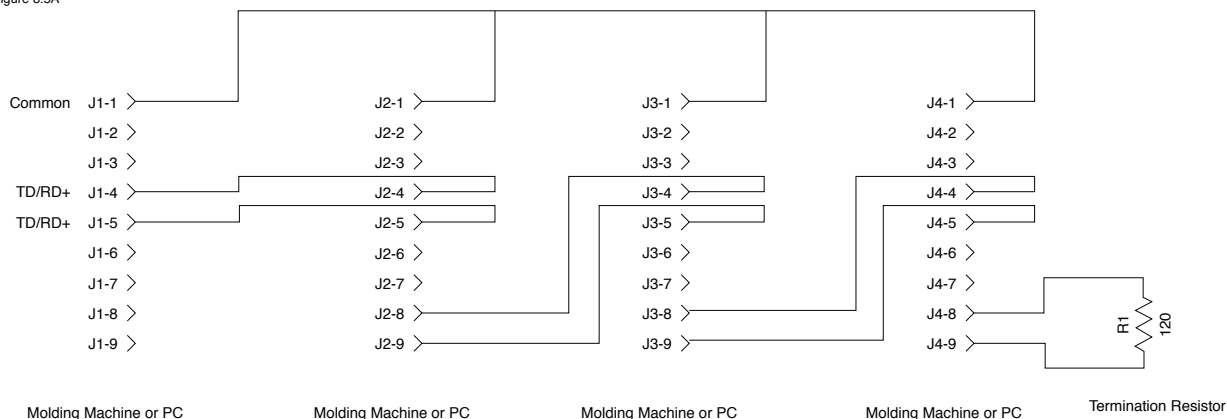 Common J1-1 J2-1 J3-1 J4-1
J1-2 J2-2 J3-2 J4-2
J1-3 J2-3 J3-3 J4-3
TD/RD+ J1-4 J2-4 J3-4 J4-4
TD/RD+ J1-5 J2-5 J3-5 J4-5
J1-6 J2-6 J3-6 J4-6
J1-7 J2-7 J3-7 J4-7
J1-8 J2-8 J3-8 J4-8
R1
120
J1-9 J2-9 J3-9 J4-9
Molding Machine or PC Molding Machine or PC Molding Machine or PC Molding Machine or PC Termination Resistor